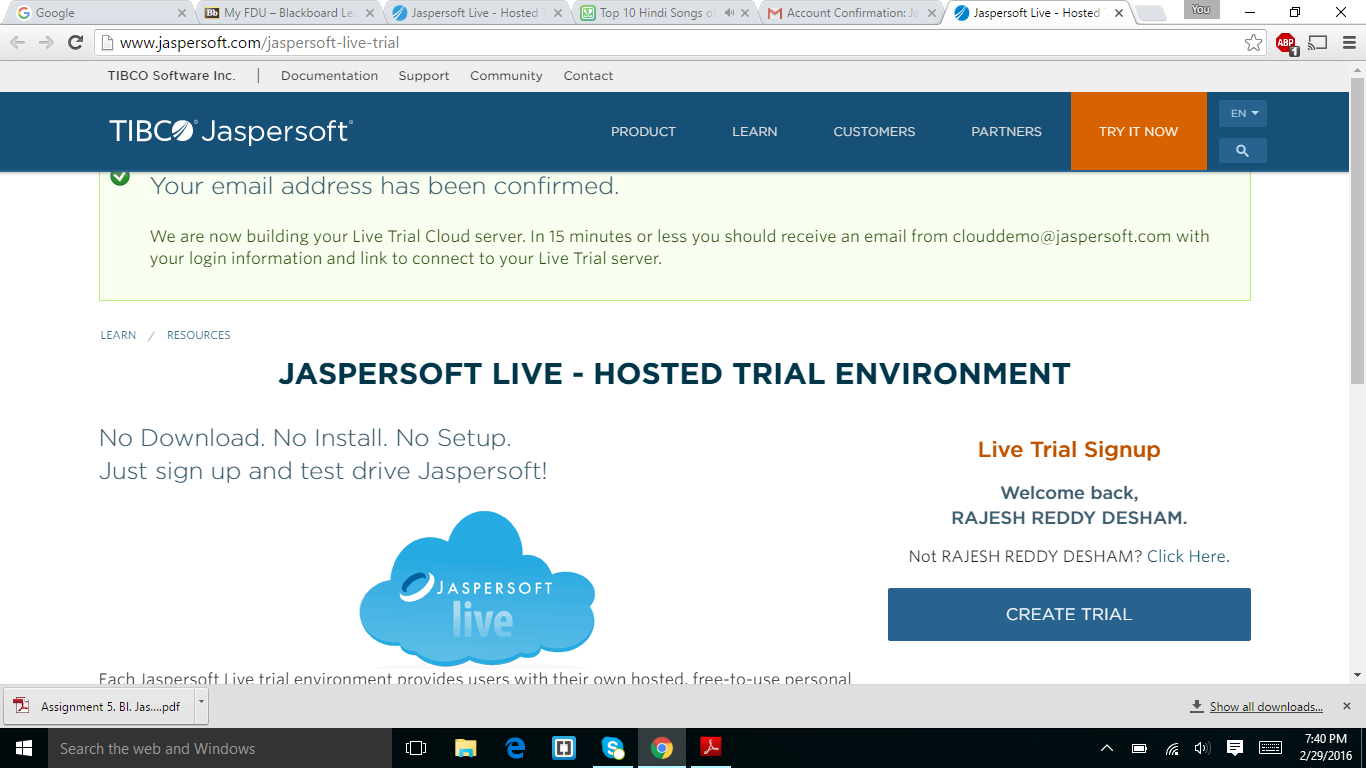 Google
My FDU – Blackboard Le
Jaspersoft Live - Hosted T
Top 10 Hindi Songs o
Account Confirmation: Ja
Jaspersoft Live - Hosted T
You
www.jaspersoft.com/jaspersoft-live-trial
ABP
1
TIBCO Software Inc. | Documentation Support Community Contact
TIBCO Jaspersoft®
PRODUCT LEARN CUSTOMERS PARTNERS TRY IT NOW
EN
Your email address has been confirmed.
We are now building your Live Trial Cloud server. In 15 minutes or less you should receive an email from clouddemo@jaspersoft.com with
your login information and link to connect to your Live Trial server.
LEARN / RESOURCES
JASPERSOFT LIVE - HOSTED TRIAL ENVIRONMENT
No Download. No Install. No Setup.
Just sign up and test drive Jaspersoft!
JASPERSOFT
live
Live Trial Signup
Welcome back,
RAJESH REDDY DESHAM.
Not RAJESH REDDY DESHAM? Click Here.
CREATE TRIAL
Each Jaspersoft Live trial environment provides users with their own hosted, free-to-use personal
Assignment 5. BI. Jas....pdf
Show all downloads...
Search the web and Windows
7:40 PM
2/29/2016